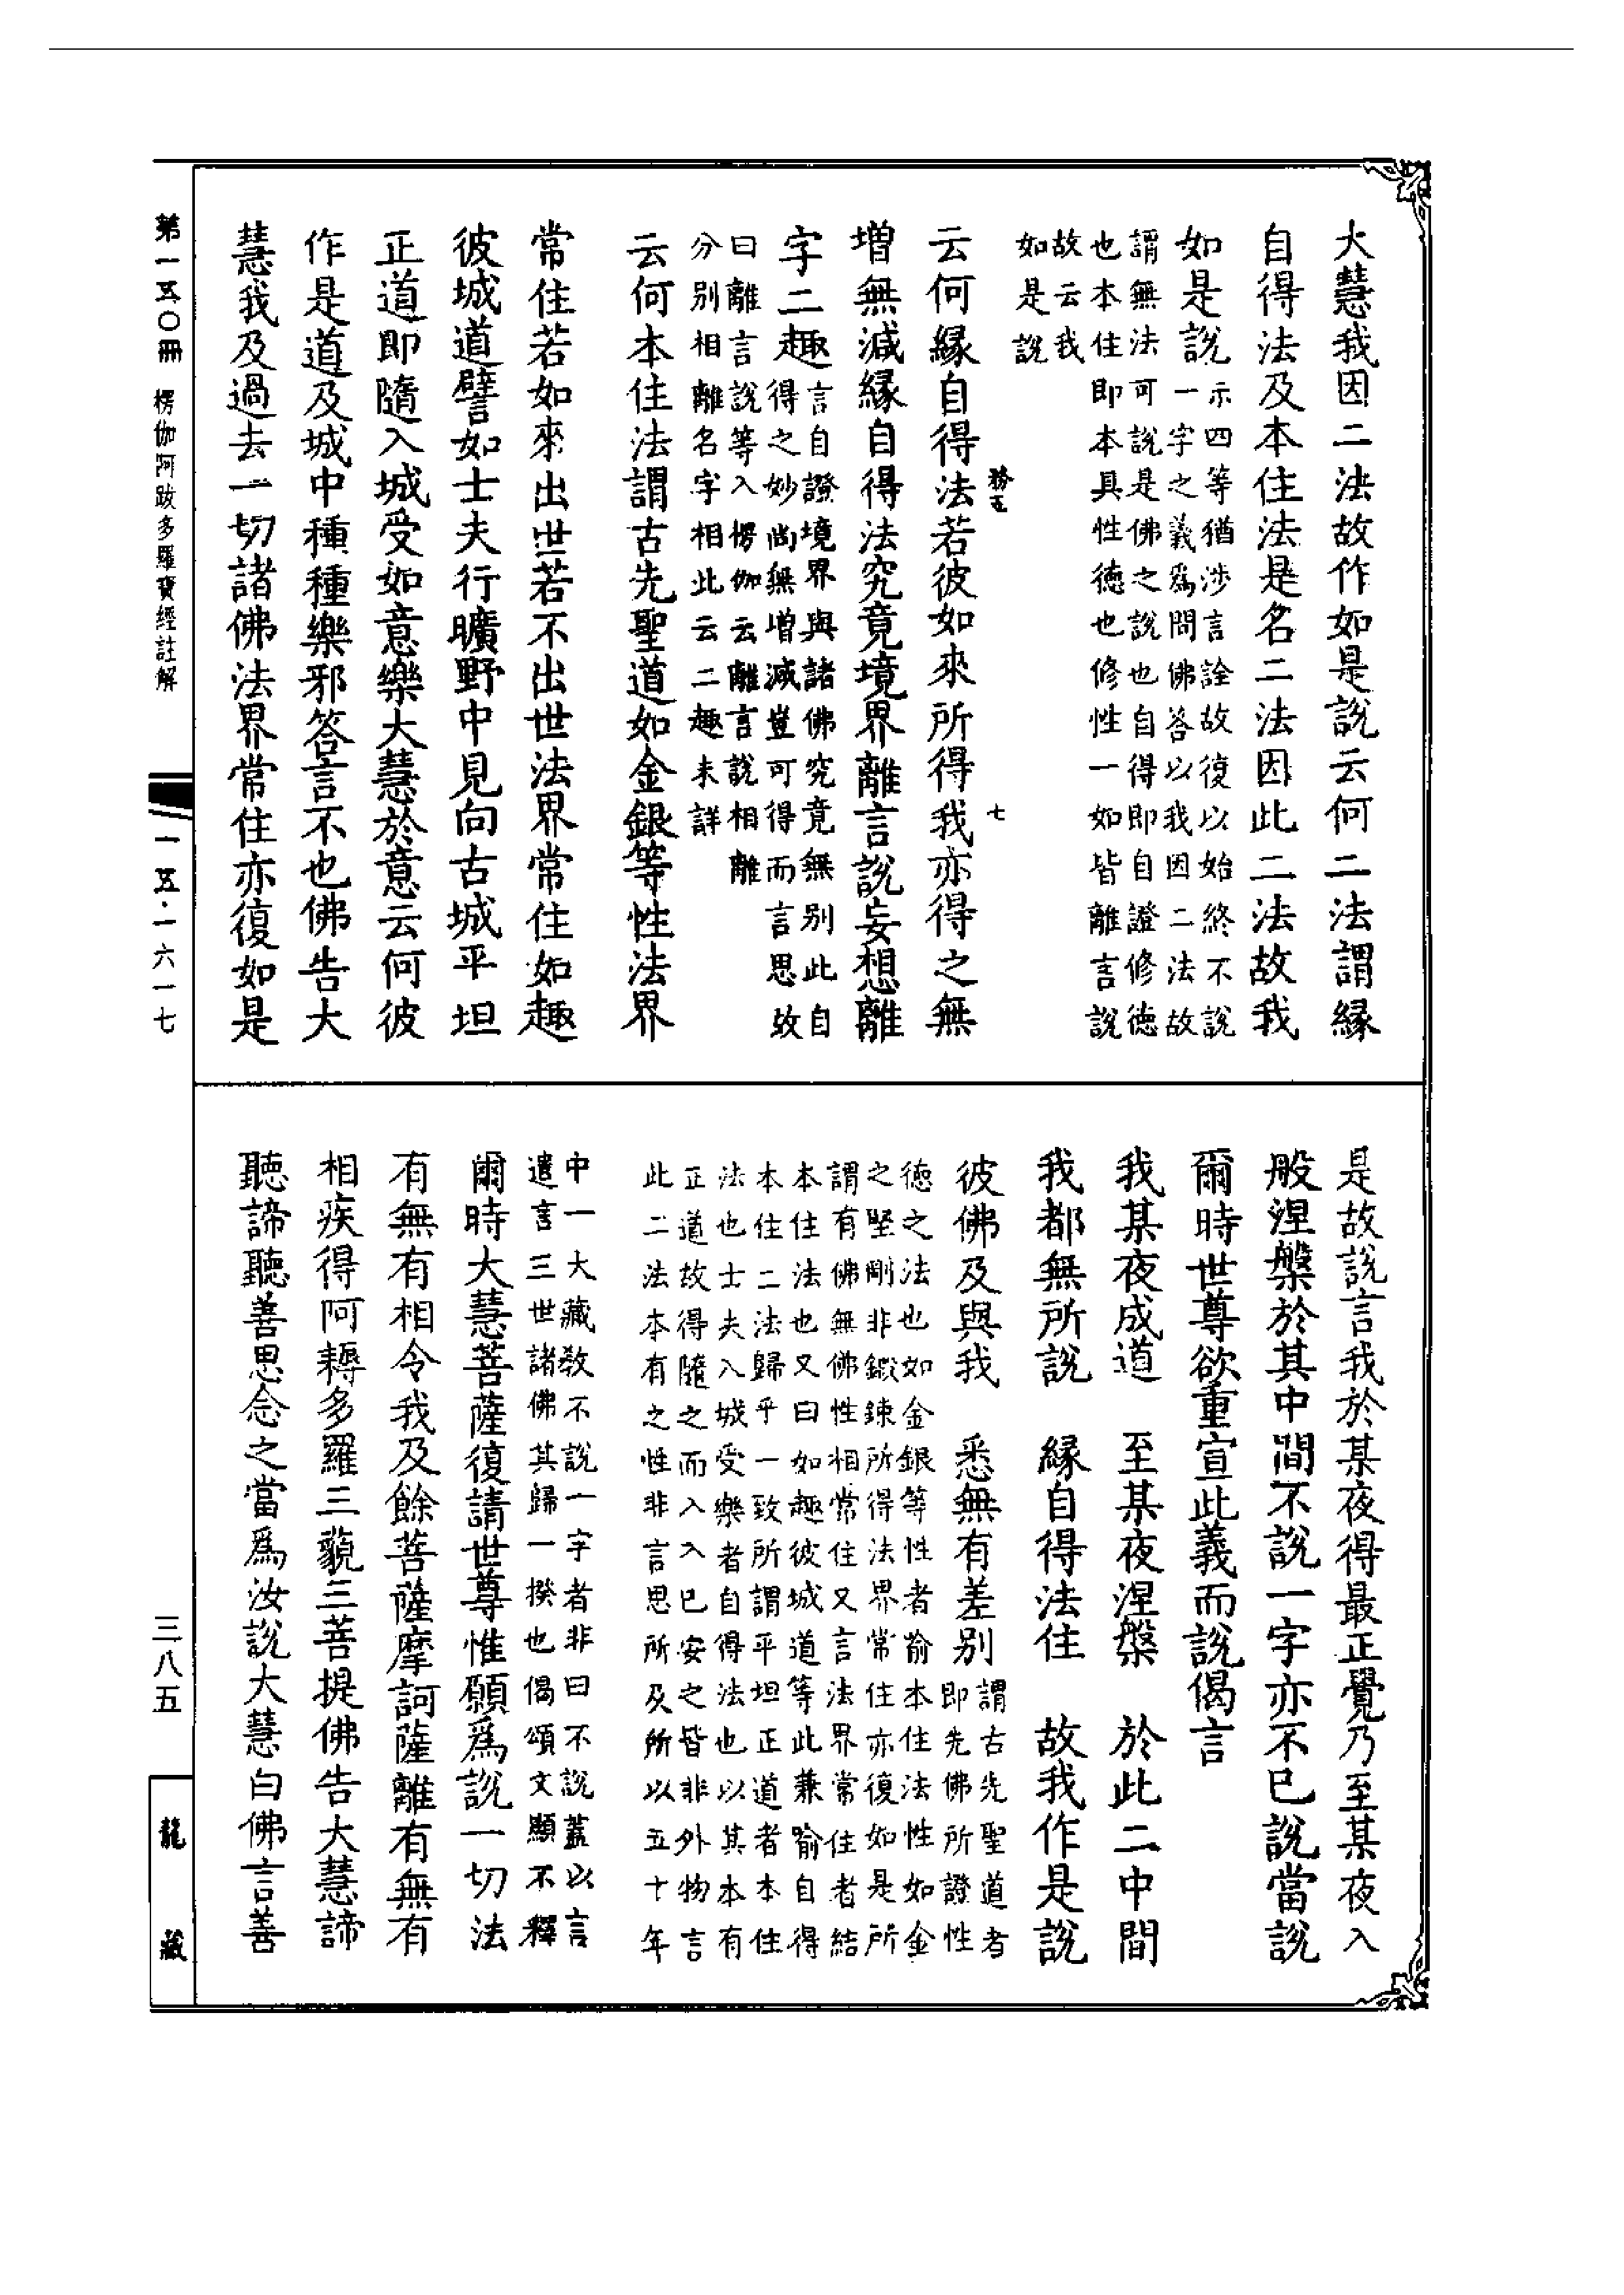 大慧我因二法故作如是說云何二法謂緣
自得法及本住法是名二法因此二法故我
如是說
示四等猶涉言詮故復以始終不說
一字之義爲問佛答以我因二法故
謂無法可說是佛之說也自得即自證修德
也本住即本具性德也修性一如皆離言說
故云我
如是說
務五 七
云何緣自得法若彼如來所得我亦得之無
增無減緣自得法究竟境界離言說妄想離
字二趣
言自證境界與諸佛究竟無別此自
得之妙尚無增減豈可得而言思故
曰離言說等入楞伽云離言說相離
分別相離名字相此云二趣未詳
云何本住法謂古先聖道如金銀等性法界
常住若如來出世若不出世法界常住如趣
彼城道譬如士夫行曠野中見向古城平坦
正道即隨入城受如意樂大慧於意云何彼
作是道及城中種種樂邪答言不也佛告大
慧我及過去一切諸佛法界常住亦復如是
是故說言我於某夜得最正覺乃至某夜入
般涅槃於其中間不說一字亦不已說當說
爾時世尊欲重宣此義而說偈言
我某夜成道 至某夜涅槃 於此二中間
我都無所說 緣自得法住 故我作是說
彼佛及與我 悉無有差別
謂古先聖道者
即先佛所證性
德之法也如金銀等性者喻本住法性如金
之堅剛非鍛鍊所得法界常住亦復如是所
謂有佛無佛性相常住又言法界常住者結
本住法也又曰如趣彼城道等此兼喻自得
本住二法歸乎一致所謂平坦正道者本住
法也士夫入城受樂者自得法也以其本有
正道故得隨之而入入已安之皆非外物言
此二法本有之性非言思所及所以五十年
中一大藏教不說一字者非曰不說蓋以言
遣言三世諸佛其歸一揆也偈頌文顯不釋
爾時大慧菩薩復請世尊惟願爲說一切法
有無有相令我及餘菩薩摩訶薩離有無有
相疾得阿耨多羅三藐三菩提佛告大慧諦
聽諦聽善思念之當爲汝說大慧白佛言善
第一五〇冊 楞伽阿跋多羅寶經註解 一五·一六一七 三八五 龍藏